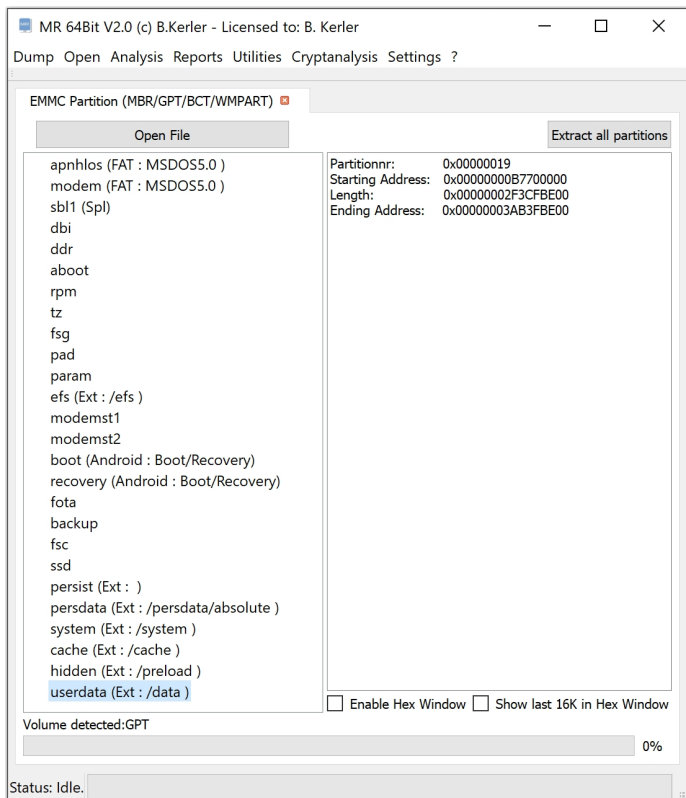 MR 64Bit V2.0 (c) B.Kerler - Licensed to: B. Kerler
Dump Open Analysis Reports Utilities Cryptanalysis Settings ?
EMMC Partition (MBR/GPT/BCT/WMPART)
Open File
Extract all partitions
apnhlos (FAT : MSDOS5.0 )
modem (FAT : MSDOS5.0 )
sbl1 (Spl)
dbi
ddr
aboot
rpm
tz
fsg
pad
param
efs (Ext : /efs )
modemst1
modemst2
boot (Android : Boot/Recovery)
recovery (Android : Boot/Recovery)
fota
backup
fsc
ssd
persist (Ext :  )
persdata (Ext : /persdata/absolute )
system (Ext : /system )
cache (Ext : /cache )
hidden (Ext : /preload )
userdata (Ext : /data )
Partitionnr: 0x00000019
Starting Address: 0x00000000B7700000
Length: 0x00000002F3CFBE00
Ending Address: 0x00000003AB3FBE00
Enable Hex Window Show last 16K in Hex Window
Volume detected:GPT
0%
Status: Idle.